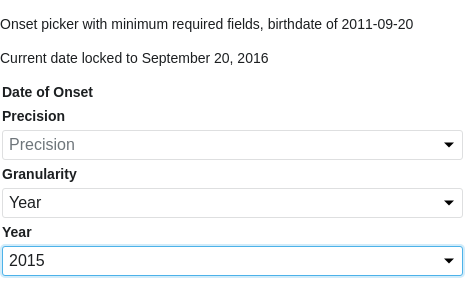 Onset picker with minimum required fields, birthdate of 2011-09-20
Current date locked to September 20, 2016
Date of Onset
Precision
Precision
Granularity
Year
Year
2015